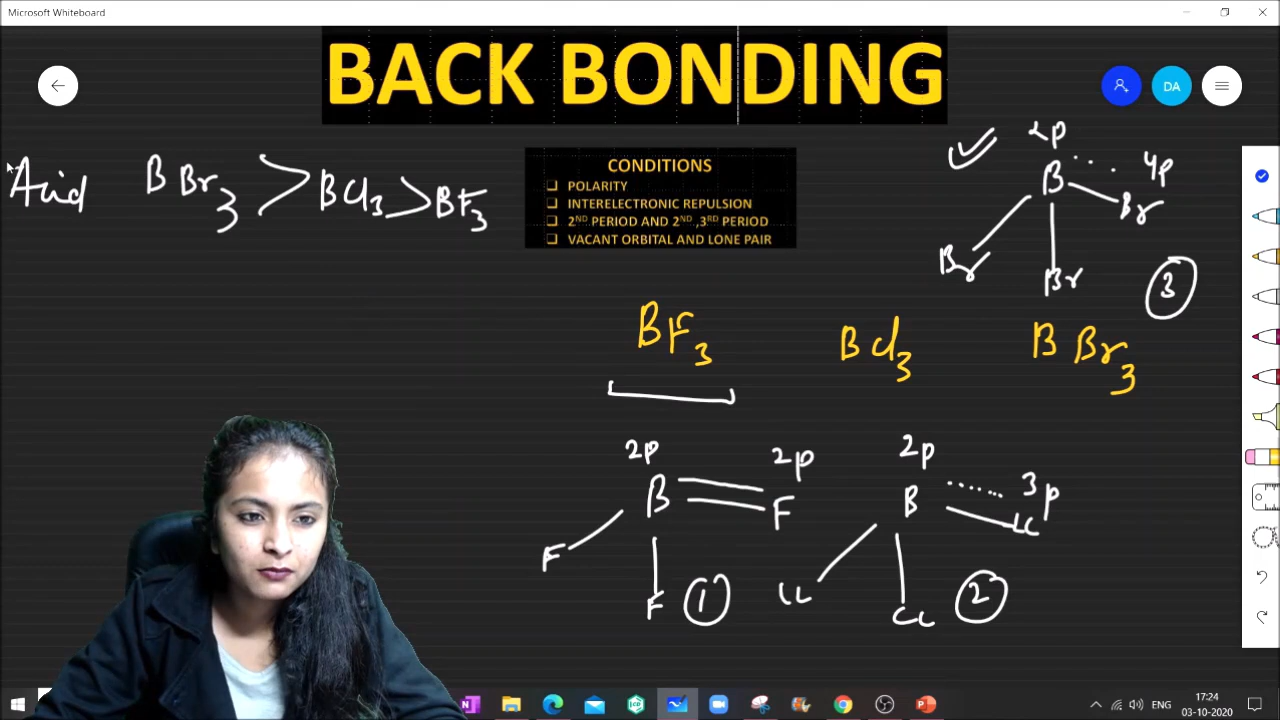 Microsoft Whiteboard
BACK BONDING
DA
Acid BBr3 > BCl3 > BF3
CONDITIONS
POLARITY
INTERELECTRONIC REPULSION
2ND PERIOD AND 2ND ,3RD PERIOD
VACANT ORBITAL AND LONE PAIR
2p
4p
B
Br
Br
Br
3
BF3 BCl3 BBr3
2p 2p
B F
F
F
1
2p 3p
B Cl
Cl
Cl
2
ENG
17:24
03-10-2020